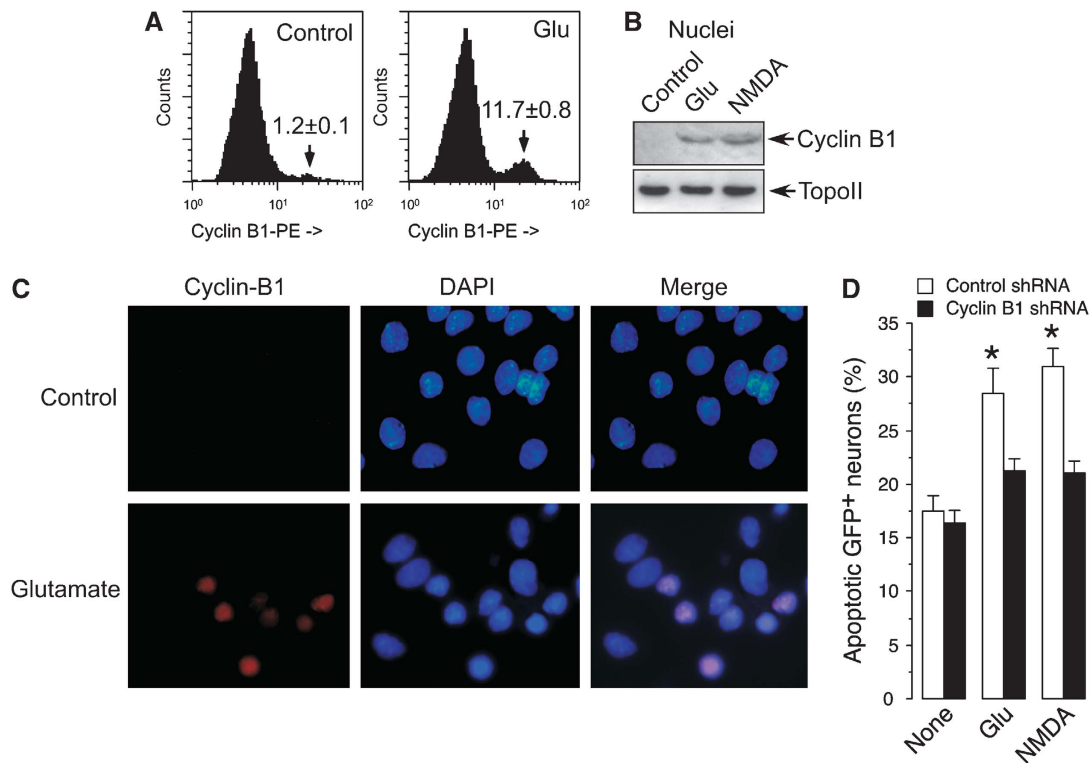 A
Control
Counts
1.2±0.1
10⁰ 10¹ 10²
Cyclin B1-PE ->
Glu
Counts
11.7±0.8
10⁰ 10¹ 10²
Cyclin B1-PE ->
B Nuclei
Control
Glu
NMDA
Cyclin B1
TopoII
C
Cyclin-B1 DAPI Merge
Control
Glutamate
D
Control shRNA
Cyclin B1 shRNA
Apoptotic GFP⁺ neurons (%)
35
30
25
20
15
10
5
0
* *
None
Glu
NMDA